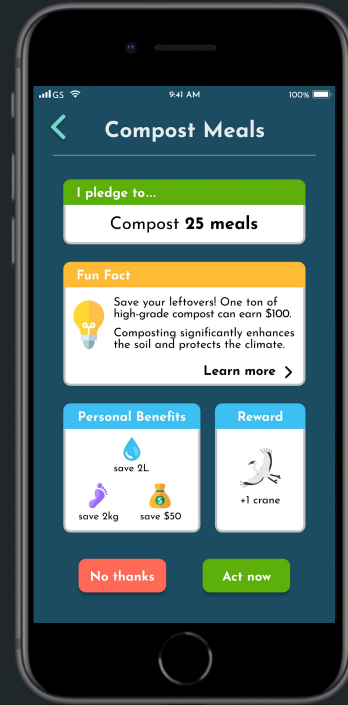 GS 9:41 AM 100%
Compost Meals
I pledge to...
Compost 25 meals
Fun Fact
Save your leftovers! One ton of
high-grade compost can earn $100.
Composting significantly enhances
the soil and protects the climate.
Learn more
Personal Benefits
save 2L
save 2kg save $50
Reward
+1 crane
No thanks Act now